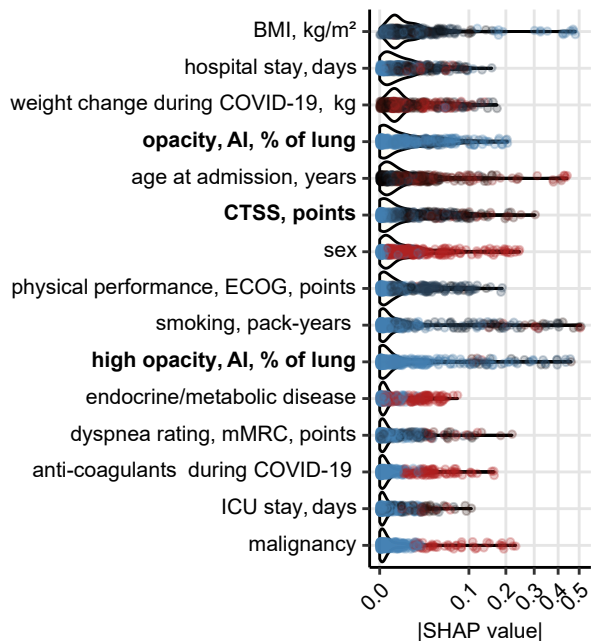 BMI, kg/m²
hospital stay, days
weight change during COVID-19, kg
opacity, AI, % of lung
age at admission, years
CTSS, points
sex
physical performance, ECOG, points
smoking, pack-years
high opacity, AI, % of lung
endocrine/metabolic disease
dyspnea rating, mMRC, points
anti-coagulants during COVID-19
ICU stay, days
malignancy
0.0 0.1 0.2 0.3 0.4 0.5
|SHAP value|